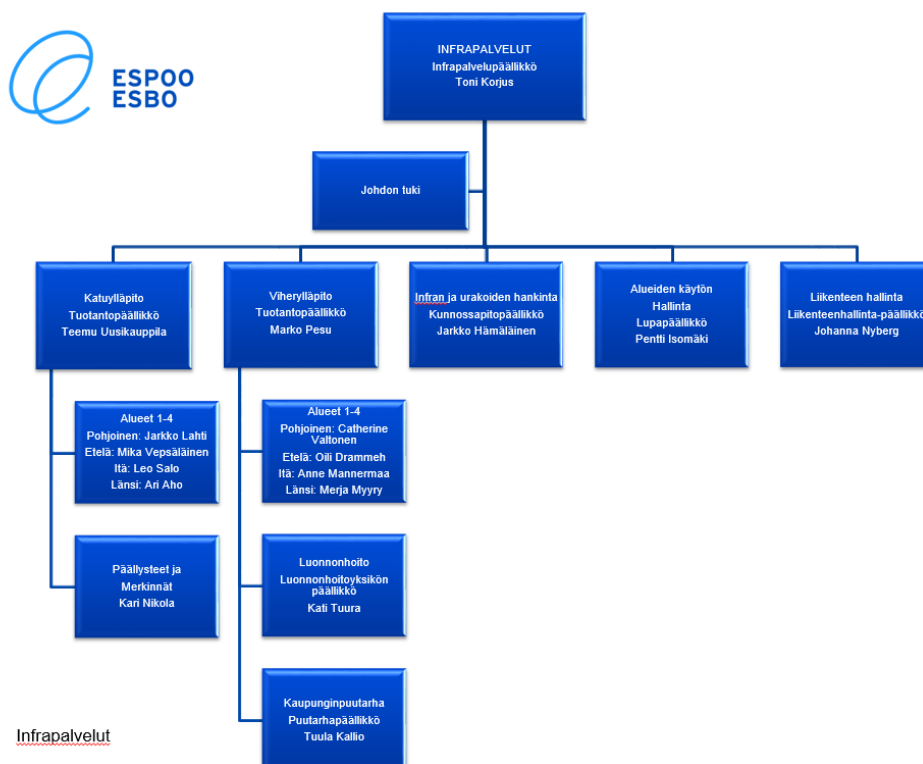 ESPOO
ESBO
INFRAPALVELUT
Infrapalvelupäällikkö
Toni Korjus
Johdon tuki
Katuylläpito
Tuotantopäällikkö
Teemu Uusikauppila
Viherylläpito
Tuotantopäällikkö
Marko Pesu
Infran ja urakoiden hankinta
Kunnossapitopäällikkö
Jarkko Hämäläinen
Alueiden käytön
Hallinta
Lupapäällikkö
Pentti Isomäki
Liikenteen hallinta
Liikenteenhallinta-päällikkö
Johanna Nyberg
Alueet 1-4
Pohjoinen: Jarkko Lahti
Etelä: Mika Vepsäläinen
Itä: Leo Salo
Länsi: Ari Aho
Alueet 1-4
Pohjoinen: Catherine
Valtonen
Etelä: Oili Drammeh
Itä: Anne Mannermaa
Länsi: Merja Myyry
Päällysteet ja
Merkinnät
Kari Nikola
Luonnonhoito
Luonnonhoitoyksikön
päällikkö
Kati Tuura
Kaupunginpuutarha
Puutarhapäällikkö
Tuula Kallio
Infrapalvelut